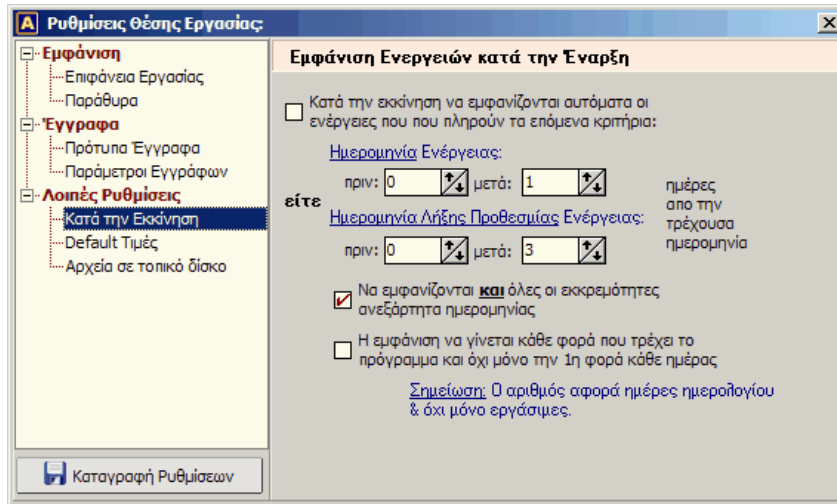 A Ρυθμίσεις Θέσης Εργασίας:
Εμφάνιση
Επιφάνεια Εργασίας
Παράθυρα
Έγγραφα
Πρότυπα Έγγραφα
Παράμετροι Εγγράφων
Λοιπές Ρυθμίσεις
Κατά την Εκκίνηση
Default Τιμές
Αρχεία σε τοπικό δίσκο
Καταγραφή Ρυθμίσεων
Εμφάνιση Ενεργειών κατά την Έναρξη
Κατά την εκκίνηση να εμφανίζονται αυτόματα οι
ενέργειες που που πληρούν τα επόμενα κριτήρια:
Ημερομηνία Ενέργειας:
πριν: 0 μετά: 1
είτε
Ημερομηνία Λήξης Προθεσμίας Ενέργειας:
πριν: 0 μετά: 3
ημέρες
απο την
τρέχουσα
ημερομηνία
Να εμφανίζονται και όλες οι εκκρεμότητες
ανεξάρτητα ημερομηνίας
Η εμφάνιση να γίνεται κάθε φορά που τρέχει το
πρόγραμμα και όχι μόνο την 1η φορά κάθε ημέρας
Σημείωση: Ο αριθμός αφορά ημέρες ημερολογίου
& όχι μόνο εργάσιμες.